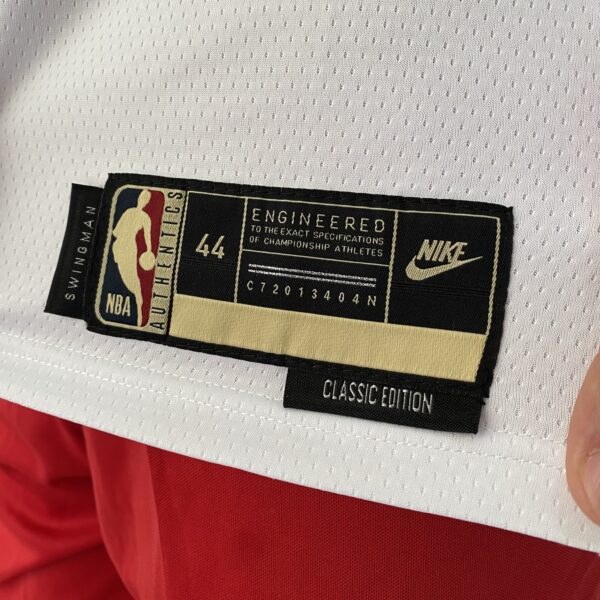 SWINGMAN
NBA
AUTHENTICS
44
ENGINEERED
TO THE EXACT SPECIFICATIONS
OF CHAMPIONSHIP ATHLETES
C72013404N
NIKE
CLASSIC EDITION